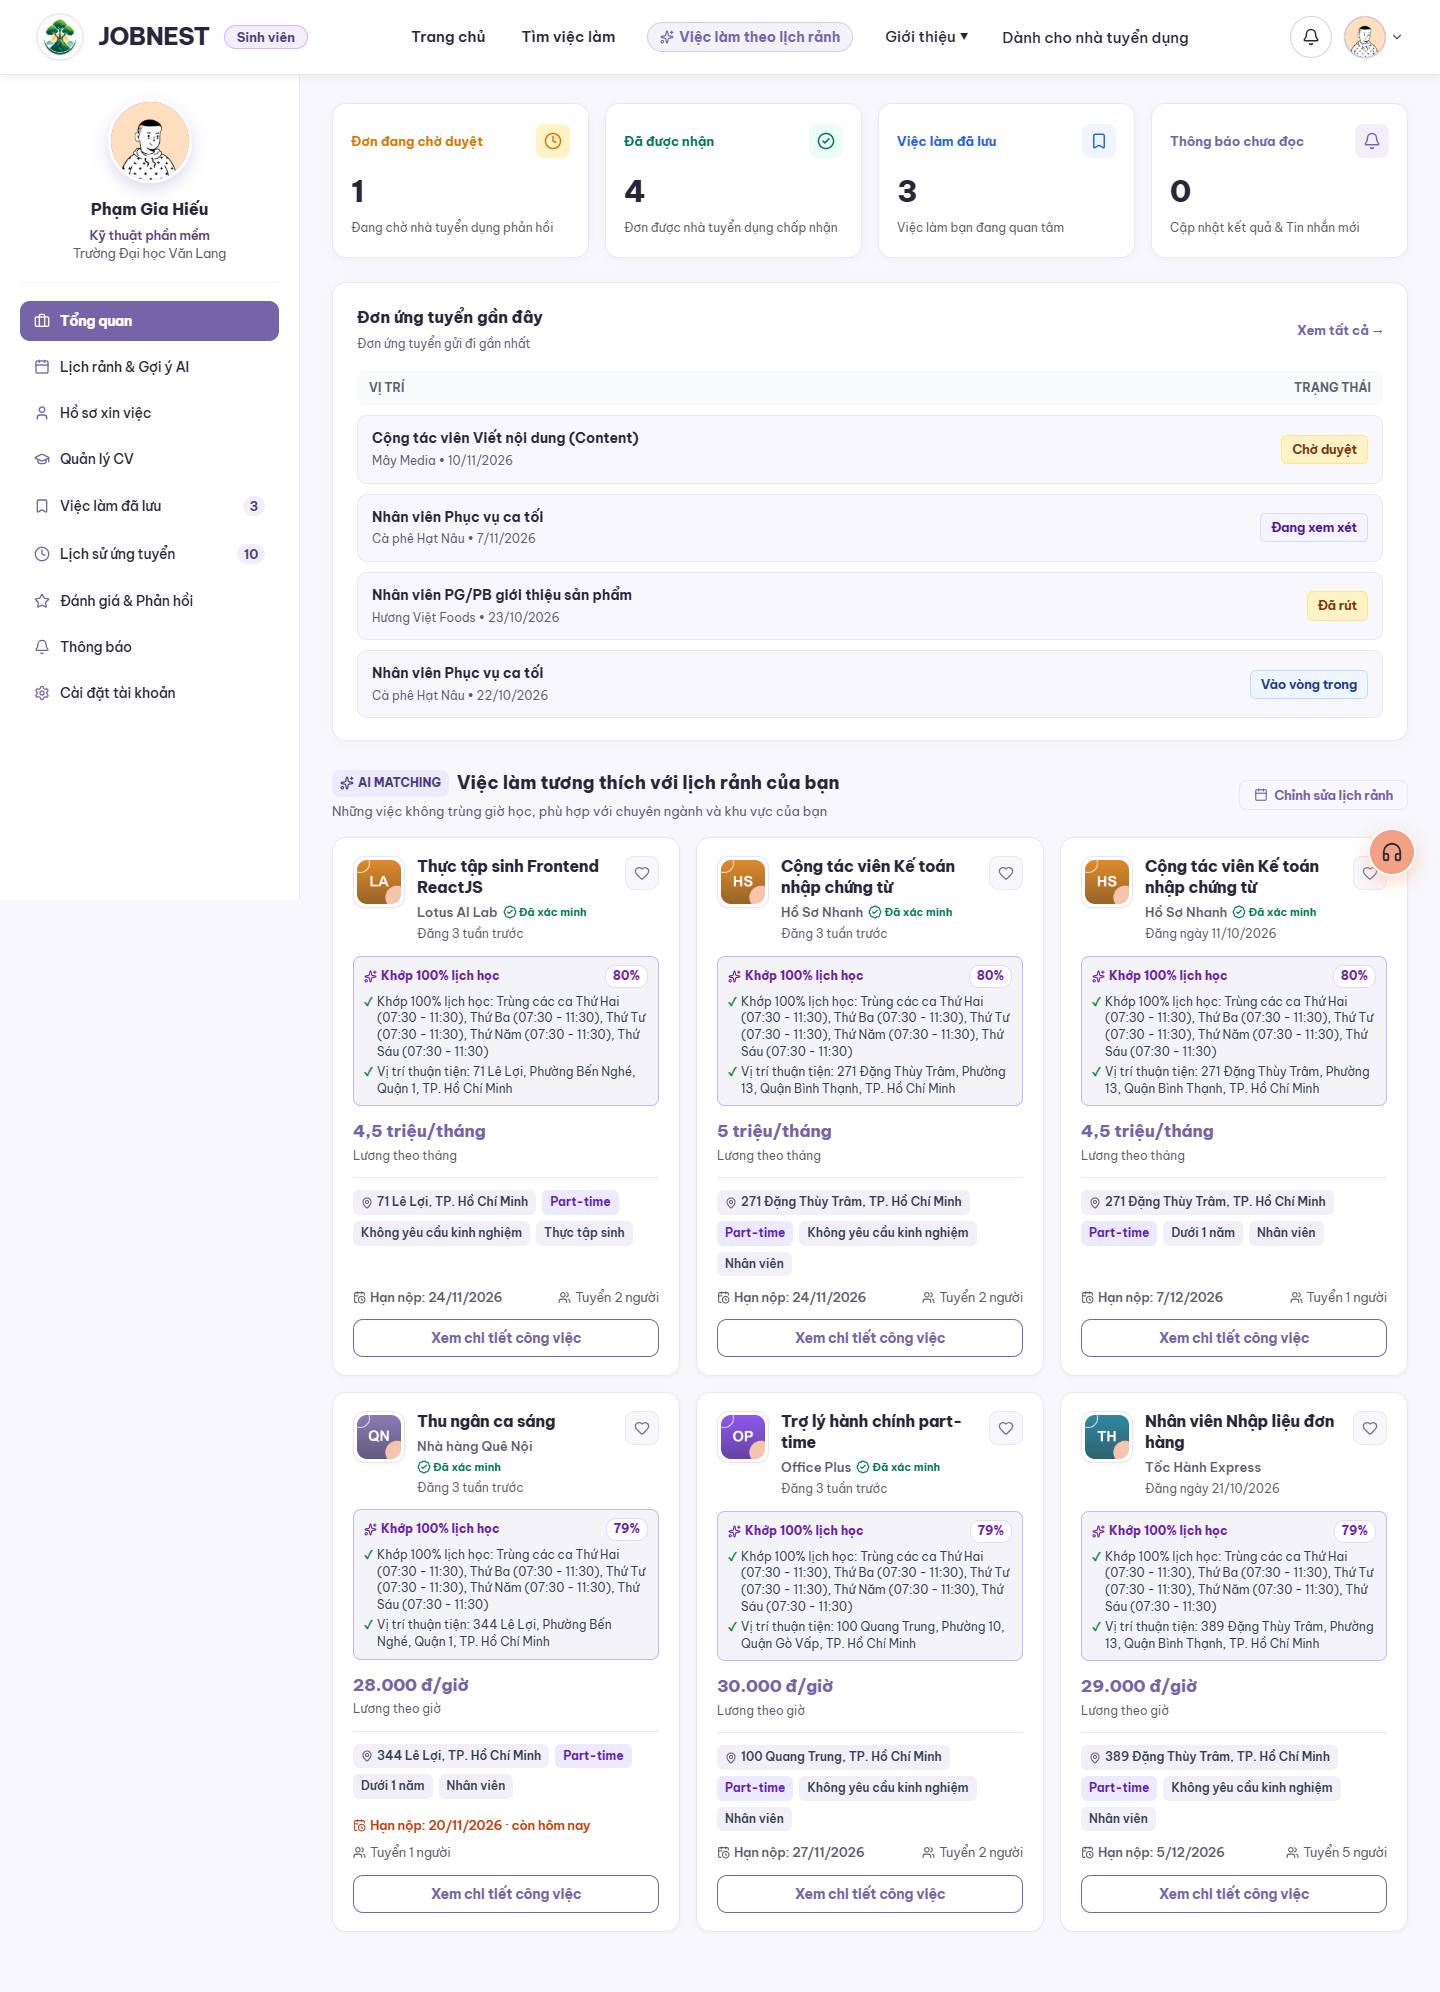 JOBNEST
Sinh viên
Trang chủ
Tìm việc làm
Việc làm theo lịch rảnh
Giới thiệu ▼
Dành cho nhà tuyển dụng
Phạm Gia Hiếu
Kỹ thuật phần mềm
Trường Đại học Văn Lang
Tổng quan
Lịch rảnh & Gợi ý AI
Hồ sơ xin việc
Quản lý CV
Việc làm đã lưu 3
Lịch sử ứng tuyển 10
Đánh giá & Phản hồi
Thông báo
Cài đặt tài khoản
Đơn đang chờ duyệt
1
Đang chờ nhà tuyển dụng phản hồi
Đã được nhận
4
Đơn được nhà tuyển dụng chấp nhận
Việc làm đã lưu
3
Việc làm bạn đang quan tâm
Thông báo chưa đọc
0
Cập nhật kết quả & Tin nhắn mới
Đơn ứng tuyển gần đây
Đơn ứng tuyển gửi đi gần nhất
Xem tất cả →
VỊ TRÍ TRẠNG THÁI
Cộng tác viên Viết nội dung (Content)
Mây Media • 10/11/2026
Chờ duyệt
Nhân viên Phục vụ ca tối
Cà phê Hạt Nâu • 7/11/2026
Đang xem xét
Nhân viên PG/PB giới thiệu sản phẩm
Hương Việt Foods • 23/10/2026
Đã rút
Nhân viên Phục vụ ca tối
Cà phê Hạt Nâu • 22/10/2026
Vào vòng trong
AI MATCHING Việc làm tương thích với lịch rảnh của bạn
Những việc không trùng giờ học, phù hợp với chuyên ngành và khu vực của bạn
Chỉnh sửa lịch rảnh
LA
Thực tập sinh Frontend
ReactJS
Lotus AI Lab Đã xác minh
Đăng 3 tuần trước
Khớp 100% lịch học 80%
✓ Khớp 100% lịch học: Trùng các ca Thứ Hai
(07:30 - 11:30), Thứ Ba (07:30 - 11:30), Thứ Tư
(07:30 - 11:30), Thứ Năm (07:30 - 11:30), Thứ
Sáu (07:30 - 11:30)
✓ Vị trí thuận tiện: 71 Lê Lợi, Phường Bến Nghé,
Quận 1, TP. Hồ Chí Minh
4,5 triệu/tháng
Lương theo tháng
71 Lê Lợi, TP. Hồ Chí Minh Part-time
Không yêu cầu kinh nghiệm Thực tập sinh
Hạn nộp: 24/11/2026 Tuyển 2 người
Xem chi tiết công việc
HS
Cộng tác viên Kế toán
nhập chứng từ
Hồ Sơ Nhanh Đã xác minh
Đăng 3 tuần trước
Khớp 100% lịch học 80%
✓ Khớp 100% lịch học: Trùng các ca Thứ Hai
(07:30 - 11:30), Thứ Ba (07:30 - 11:30), Thứ Tư
(07:30 - 11:30), Thứ Năm (07:30 - 11:30), Thứ
Sáu (07:30 - 11:30)
✓ Vị trí thuận tiện: 271 Đặng Thùy Trâm, Phường
13, Quận Bình Thạnh, TP. Hồ Chí Minh
5 triệu/tháng
Lương theo tháng
271 Đặng Thùy Trâm, TP. Hồ Chí Minh
Part-time Không yêu cầu kinh nghiệm
Nhân viên
Hạn nộp: 24/11/2026 Tuyển 2 người
Xem chi tiết công việc
HS
Cộng tác viên Kế toán
nhập chứng từ
Hồ Sơ Nhanh Đã xác minh
Đăng ngày 11/10/2026
Khớp 100% lịch học 80%
✓ Khớp 100% lịch học: Trùng các ca Thứ Hai
(07:30 - 11:30), Thứ Ba (07:30 - 11:30), Thứ Tư
(07:30 - 11:30), Thứ Năm (07:30 - 11:30), Thứ
Sáu (07:30 - 11:30)
✓ Vị trí thuận tiện: 271 Đặng Thùy Trâm, Phường
13, Quận Bình Thạnh, TP. Hồ Chí Minh
4,5 triệu/tháng
Lương theo tháng
271 Đặng Thùy Trâm, TP. Hồ Chí Minh
Part-time Dưới 1 năm Nhân viên
Hạn nộp: 7/12/2026 Tuyển 1 người
Xem chi tiết công việc
QN
Thu ngân ca sáng
Nhà hàng Quê Nội
Đã xác minh
Đăng 3 tuần trước
Khớp 100% lịch học 79%
✓ Khớp 100% lịch học: Trùng các ca Thứ Hai
(07:30 - 11:30), Thứ Ba (07:30 - 11:30), Thứ Tư
(07:30 - 11:30), Thứ Năm (07:30 - 11:30), Thứ
Sáu (07:30 - 11:30)
✓ Vị trí thuận tiện: 344 Lê Lợi, Phường Bến
Nghé, Quận 1, TP. Hồ Chí Minh
28.000 đ/giờ
Lương theo giờ
344 Lê Lợi, TP. Hồ Chí Minh Part-time
Dưới 1 năm Nhân viên
Hạn nộp: 20/11/2026 · còn hôm nay
Tuyển 1 người
Xem chi tiết công việc
OP
Trợ lý hành chính part-
time
Office Plus Đã xác minh
Đăng 3 tuần trước
Khớp 100% lịch học 79%
✓ Khớp 100% lịch học: Trùng các ca Thứ Hai
(07:30 - 11:30), Thứ Ba (07:30 - 11:30), Thứ Tư
(07:30 - 11:30), Thứ Năm (07:30 - 11:30), Thứ
Sáu (07:30 - 11:30)
✓ Vị trí thuận tiện: 100 Quang Trung, Phường 10,
Quận Gò Vấp, TP. Hồ Chí Minh
30.000 đ/giờ
Lương theo giờ
100 Quang Trung, TP. Hồ Chí Minh
Part-time Không yêu cầu kinh nghiệm
Nhân viên
Hạn nộp: 27/11/2026 Tuyển 2 người
Xem chi tiết công việc
TH
Nhân viên Nhập liệu đơn
hàng
Tốc Hành Express
Đăng ngày 21/10/2026
Khớp 100% lịch học 79%
✓ Khớp 100% lịch học: Trùng các ca Thứ Hai
(07:30 - 11:30), Thứ Ba (07:30 - 11:30), Thứ Tư
(07:30 - 11:30), Thứ Năm (07:30 - 11:30), Thứ
Sáu (07:30 - 11:30)
✓ Vị trí thuận tiện: 389 Đặng Thùy Trâm, Phường
13, Quận Bình Thạnh, TP. Hồ Chí Minh
29.000 đ/giờ
Lương theo giờ
389 Đặng Thùy Trâm, TP. Hồ Chí Minh
Part-time Không yêu cầu kinh nghiệm
Nhân viên
Hạn nộp: 5/12/2026 Tuyển 5 người
Xem chi tiết công việc